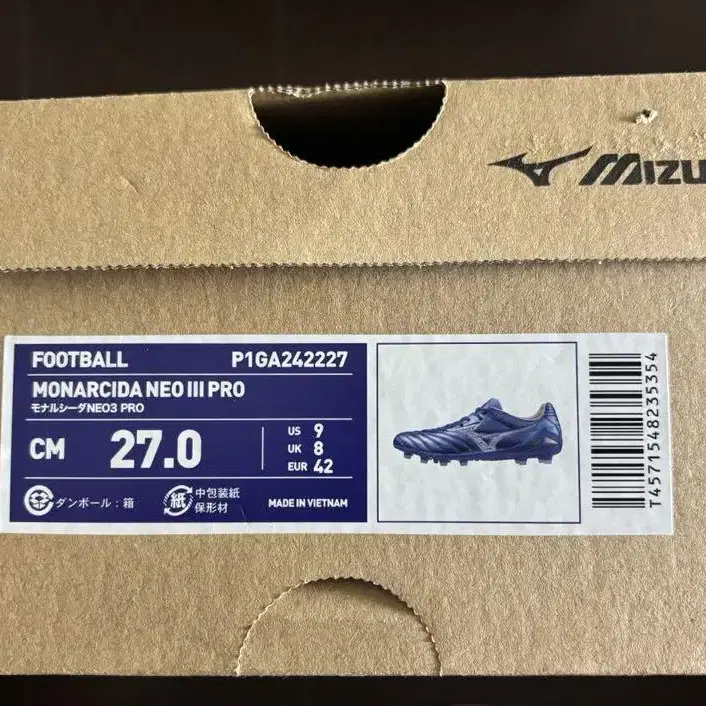 MIZU
FOOTBALL P1GA242227
MONARCIDA NEO III PRO
モナルシーダNEO3 PRO
CM 27.0
US 9
UK 8
EUR 42
ダンボール：箱
紙 中包装紙
保形材
MADE IN VIETNAM
T4571548235354